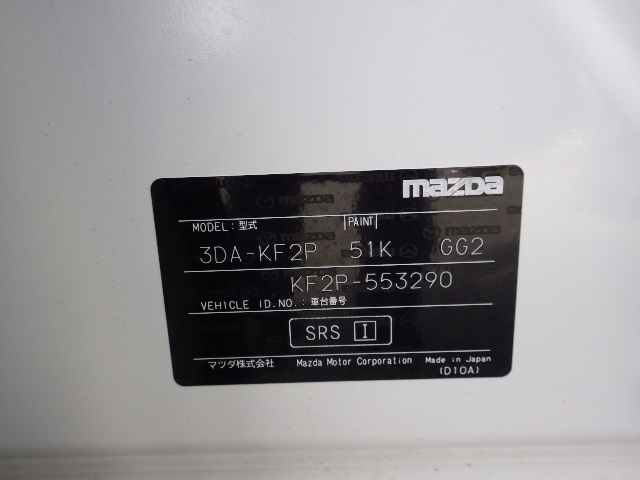 mazda
MODEL: 型式 PAINT
3DA-KF2P 51K GG2
KF2P-553290
VEHICLE ID.NO.: 車台番号
SRS I
マツダ株式会社 Mazda Motor Corporation Made in Japan
(D10A)